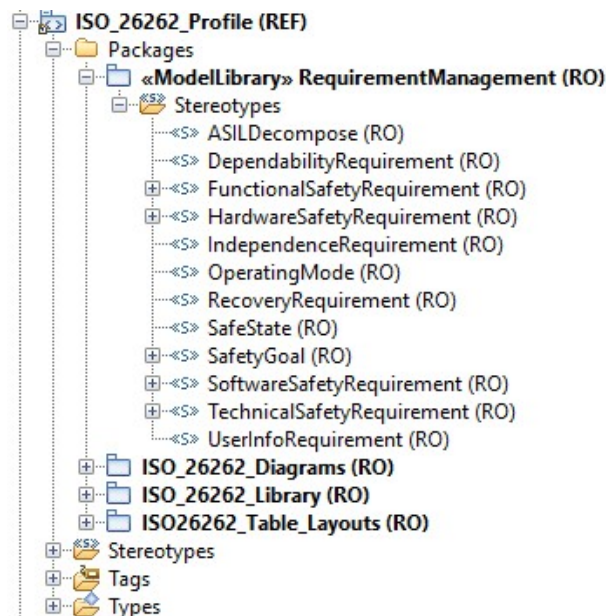 ISO_26262_Profile (REF)
Packages
«ModelLibrary» RequirementManagement (RO)
«S» Stereotypes
«S» ASILDecompose (RO)
«S» DependabilityRequirement (RO)
«S» FunctionalSafetyRequirement (RO)
«S» HardwareSafetyRequirement (RO)
«S» IndependenceRequirement (RO)
«S» OperatingMode (RO)
«S» RecoveryRequirement (RO)
«S» SafeState (RO)
«S» SafetyGoal (RO)
«S» SoftwareSafetyRequirement (RO)
«S» TechnicalSafetyRequirement (RO)
«S» UserInfoRequirement (RO)
ISO_26262_Diagrams (RO)
ISO_26262_Library (RO)
ISO26262_Table_Layouts (RO)
«S» Stereotypes
Tags
Types